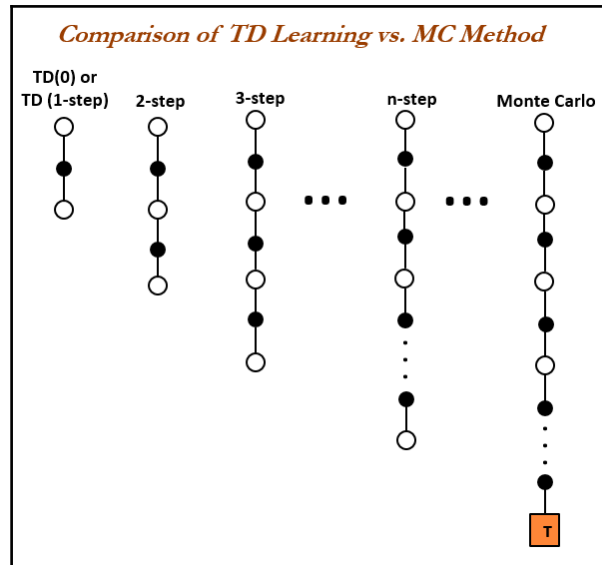 Comparison of TD Learning vs. MC Method
TD(0) or
TD (1-step)
2-step
3-step
n-step
Monte Carlo
T